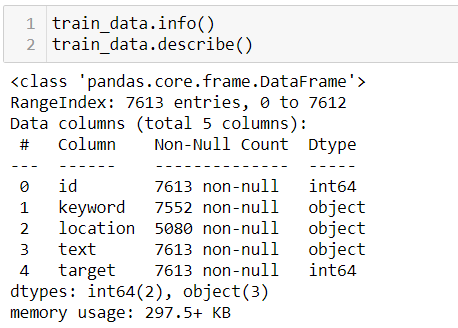 1 train_data.info()
2 train_data.describe()
<class 'pandas.core.frame.DataFrame'>
RangeIndex: 7613 entries, 0 to 7612
Data columns (total 5 columns):
 #   Column    Non-Null Count  Dtype
---  ------    --------------  -----
 0   id        7613 non-null   int64
 1   keyword   7552 non-null   object
 2   location  5080 non-null   object
 3   text      7613 non-null   object
 4   target    7613 non-null   int64
dtypes: int64(2), object(3)
memory usage: 297.5+ KB